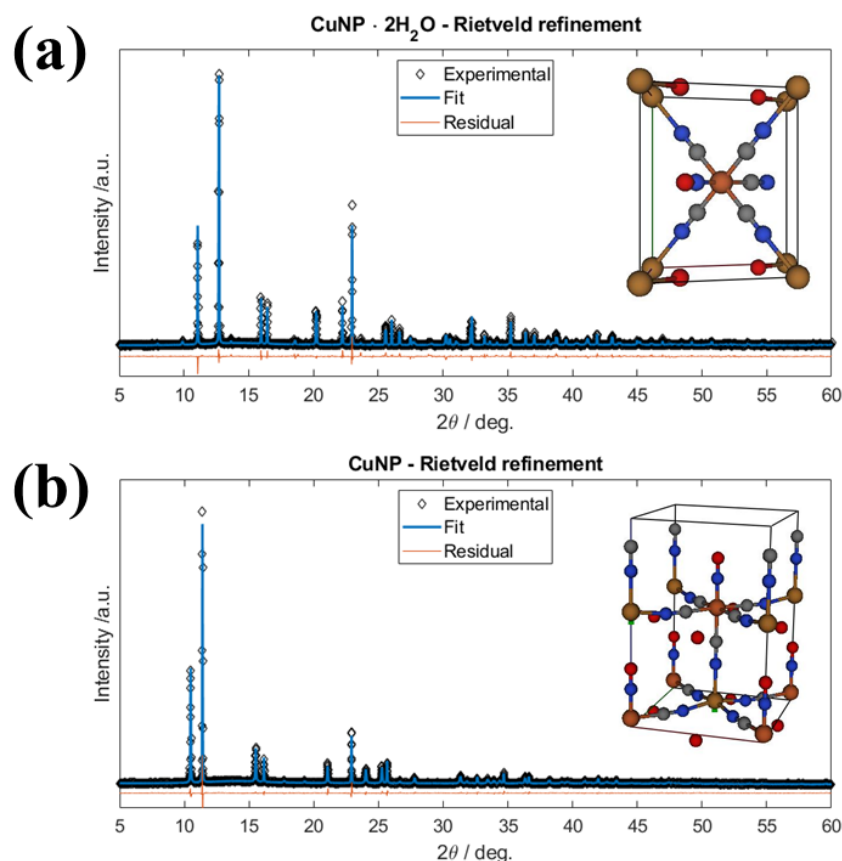 (a)
CuNP · 2H₂O - Rietveld refinement
Intensity /a.u.
Experimental
Fit
Residual
5 10 15 20 25 30 35 40 45 50 55 60
2θ / deg.
(b)
CuNP - Rietveld refinement
Intensity /a.u.
Experimental
Fit
Residual
5 10 15 20 25 30 35 40 45 50 55 60
2θ / deg.